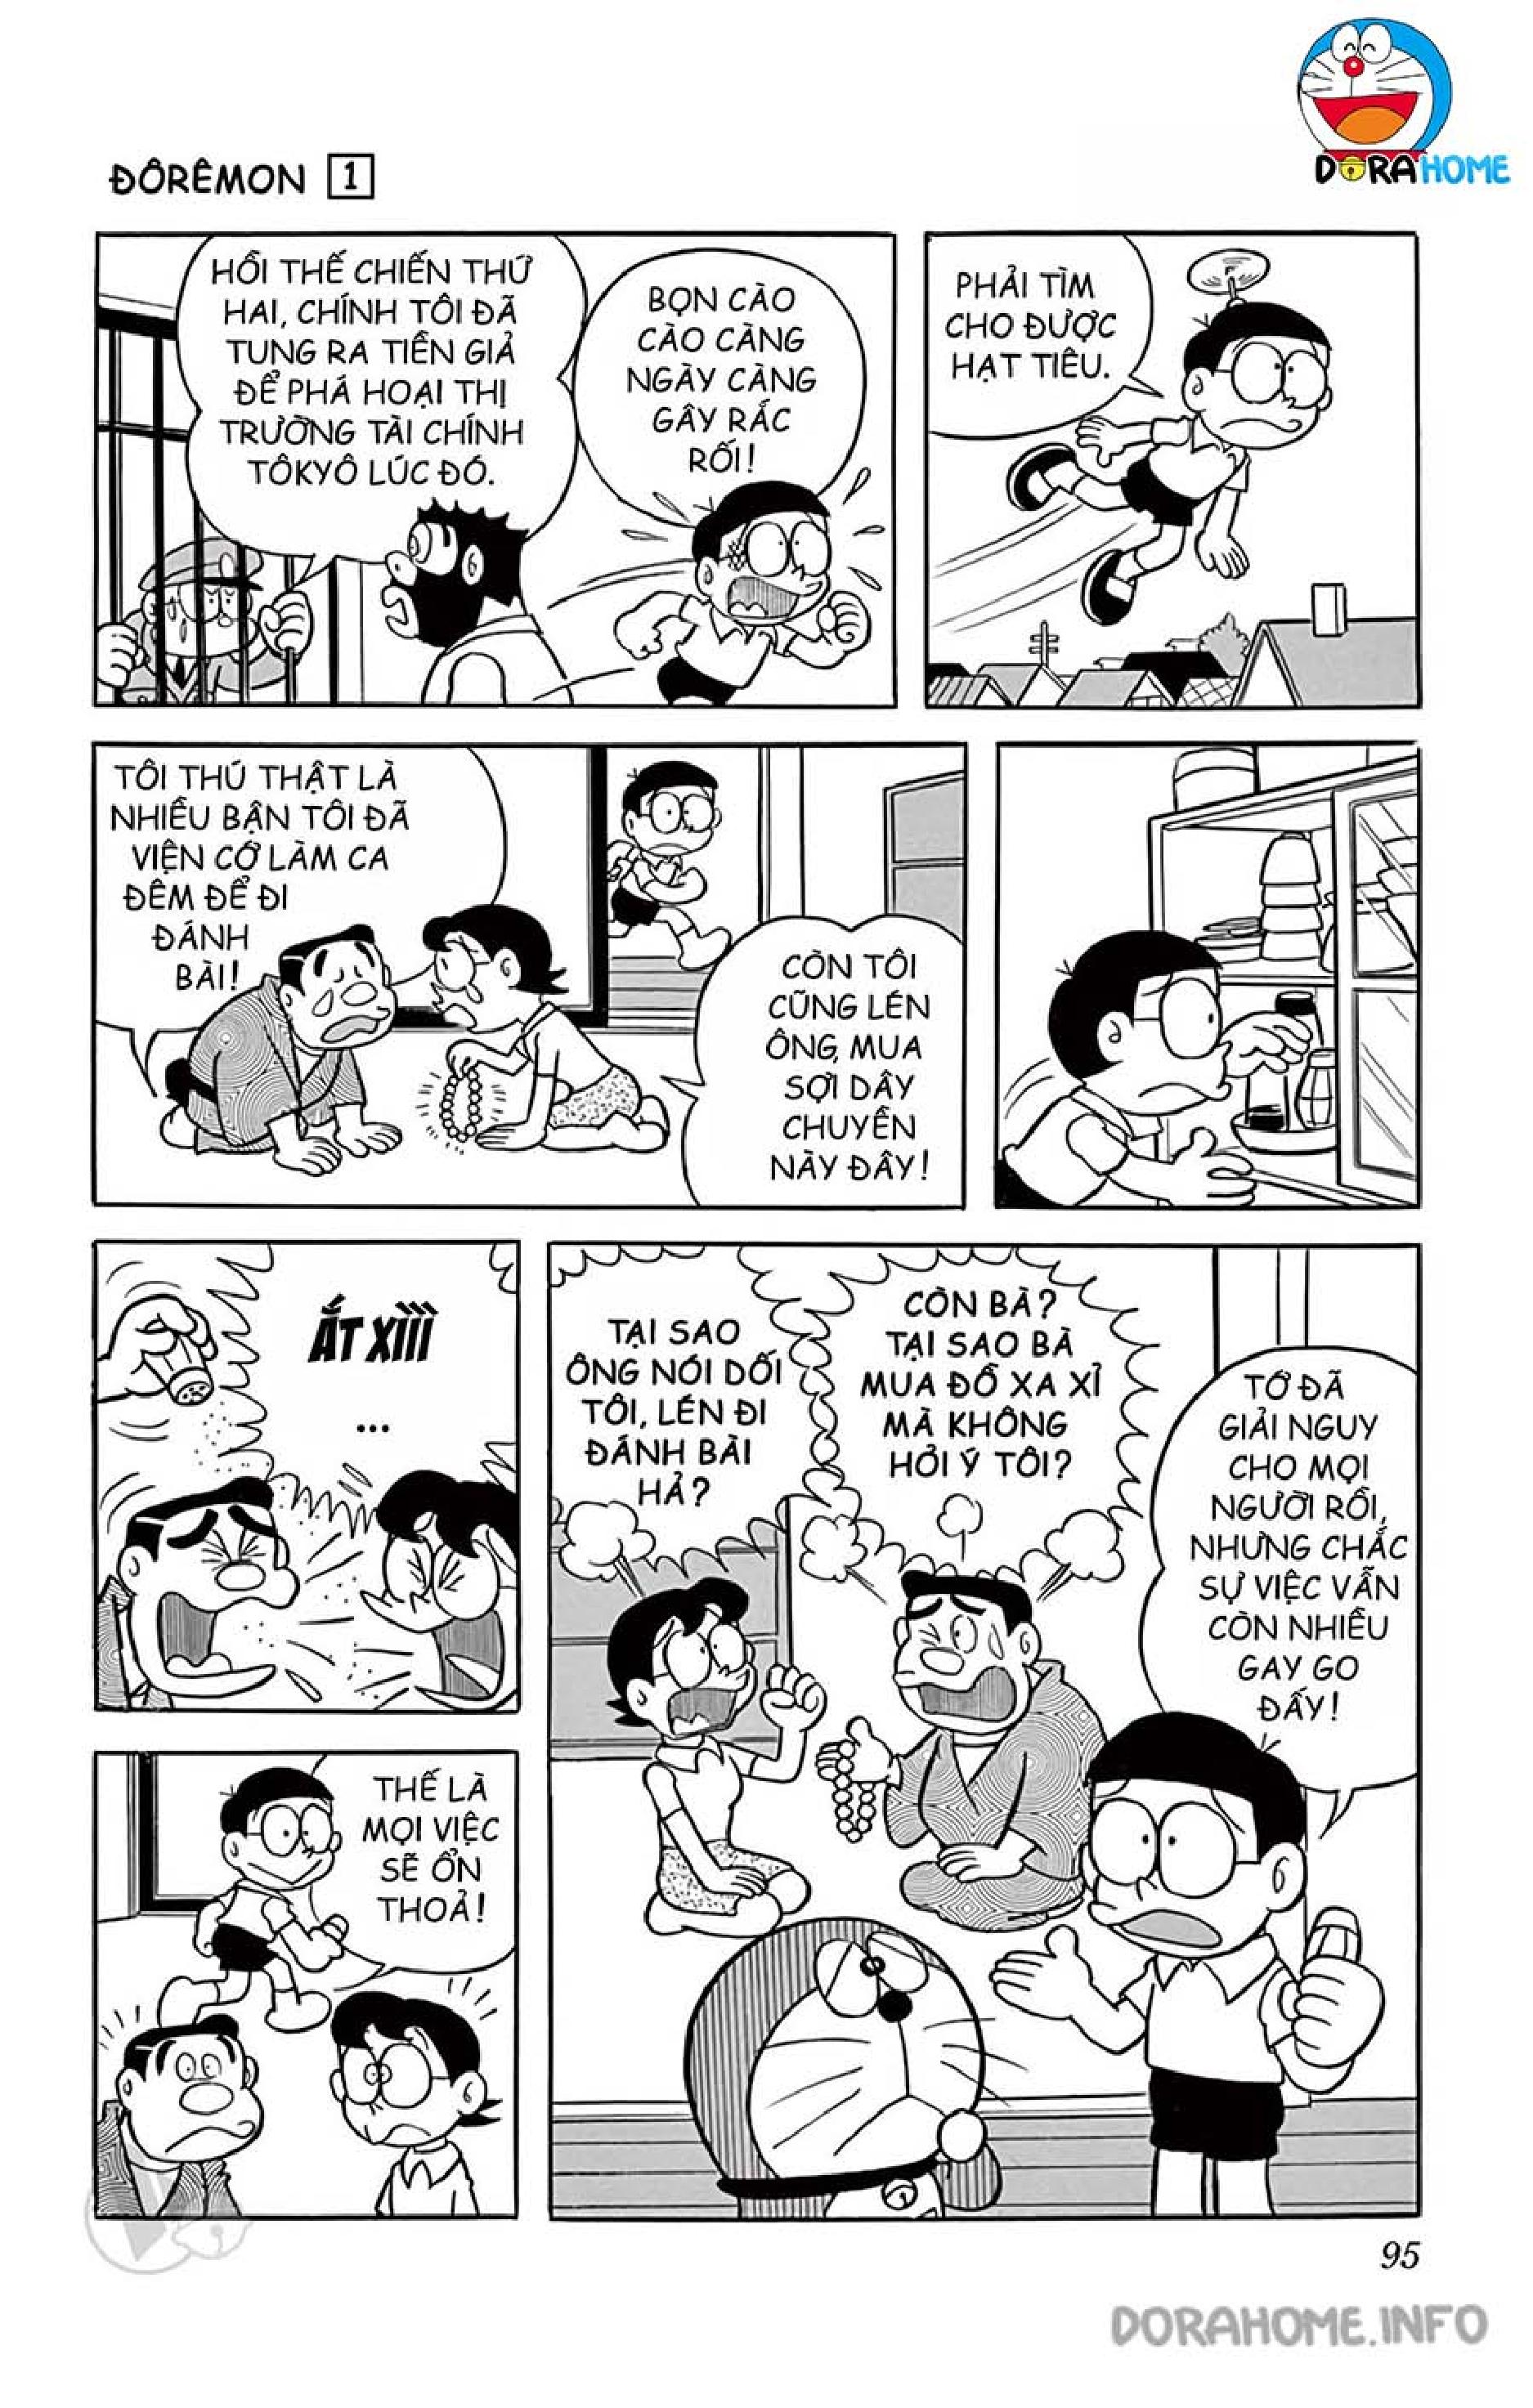 DORAHOME
ĐÔRÊMON 1
HỒI THẾ CHIẾN THỨ
HAI, CHÍNH TÔI ĐÃ
TUNG RA TIỀN GIẢ
ĐỂ PHÁ HOẠI THỊ
TRƯỜNG TÀI CHÍNH
TÔKYÔ LÚC ĐÓ.
BỌN CÀO
CÀO CÀNG
NGÀY CÀNG
GÂY RẮC
RỐI!
PHẢI TÌM
CHO ĐƯỢC
HẠT TIÊU.
TÔI THÚ THẬT LÀ
NHIỀU BẬN TÔI ĐÃ
VIỆN CỚ LÀM CA
ĐÊM ĐỂ ĐI
ĐÁNH
BÀI!
CÒN TÔI
CŨNG LÉN
ÔNG MUA
SỢI DÂY
CHUYỀN
NÀY ĐÂY!
ẮT XÌÌÌ
...
TẠI SAO
ÔNG NÓI DỐI
TÔI, LÉN ĐI
ĐÁNH BÀI
HẢ?
CÒN BÀ?
TẠI SAO BÀ
MUA ĐỒ XA XỈ
MÀ KHÔNG
HỎI Ý TÔI?
TỚ ĐÃ
GIẢI NGUY
CHO MỌI
NGƯỜI RỒI,
NHƯNG CHẮC
SỰ VIỆC VẪN
CÒN NHIỀU
GAY GO
ĐẤY!
THẾ LÀ
MỌI VIỆC
SẼ ỔN
THOẢ!
95
DORAHOME.INFO